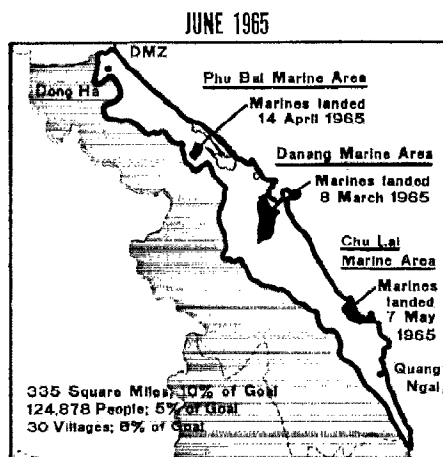 JUNE 1965
DMZ
Dong Ha
Phu Bai Marine Area
Marines landed
14 April 1965
Danang Marine Area
Marines landed
8 March 1965
Chu Lai
Marine Area
Marines
landed
7 May
1965
Quang
Ngai
335 Square Miles; 10% of Goal
124,878 People; 5% of Goal
30 Villages; 6% of Goal